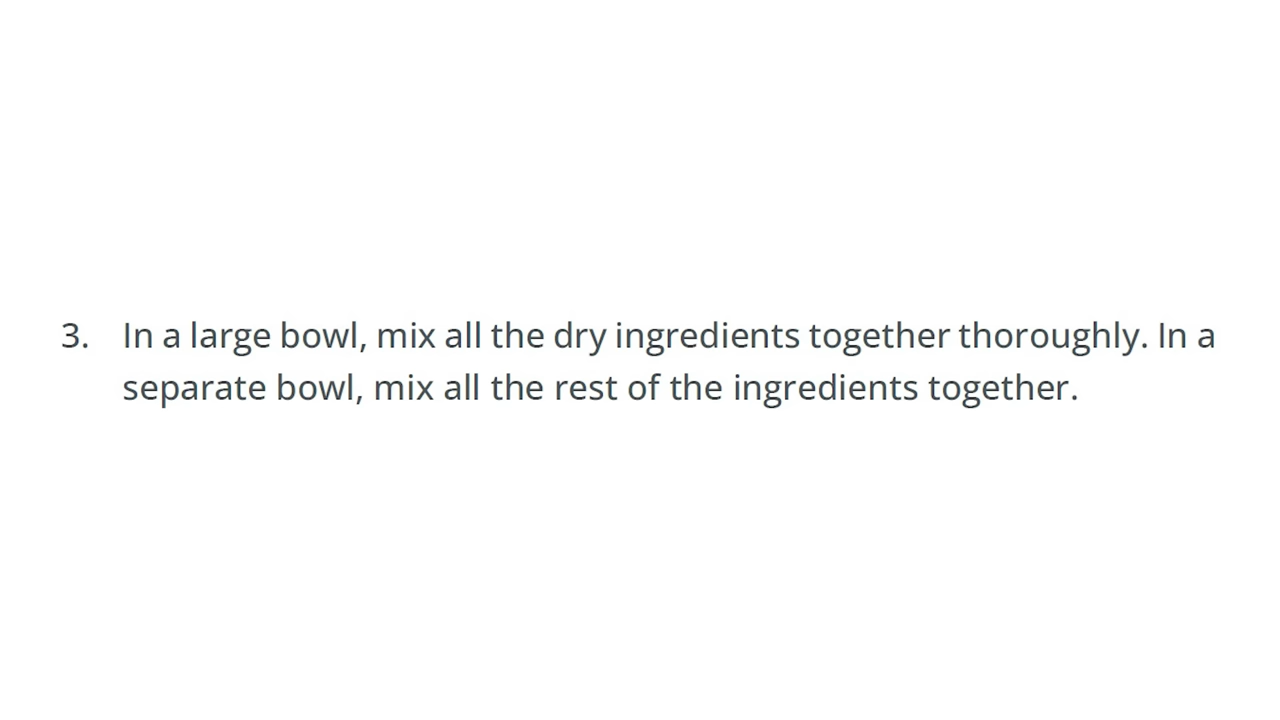 3. In a large bowl, mix all the dry ingredients together thoroughly. In a
separate bowl, mix all the rest of the ingredients together.